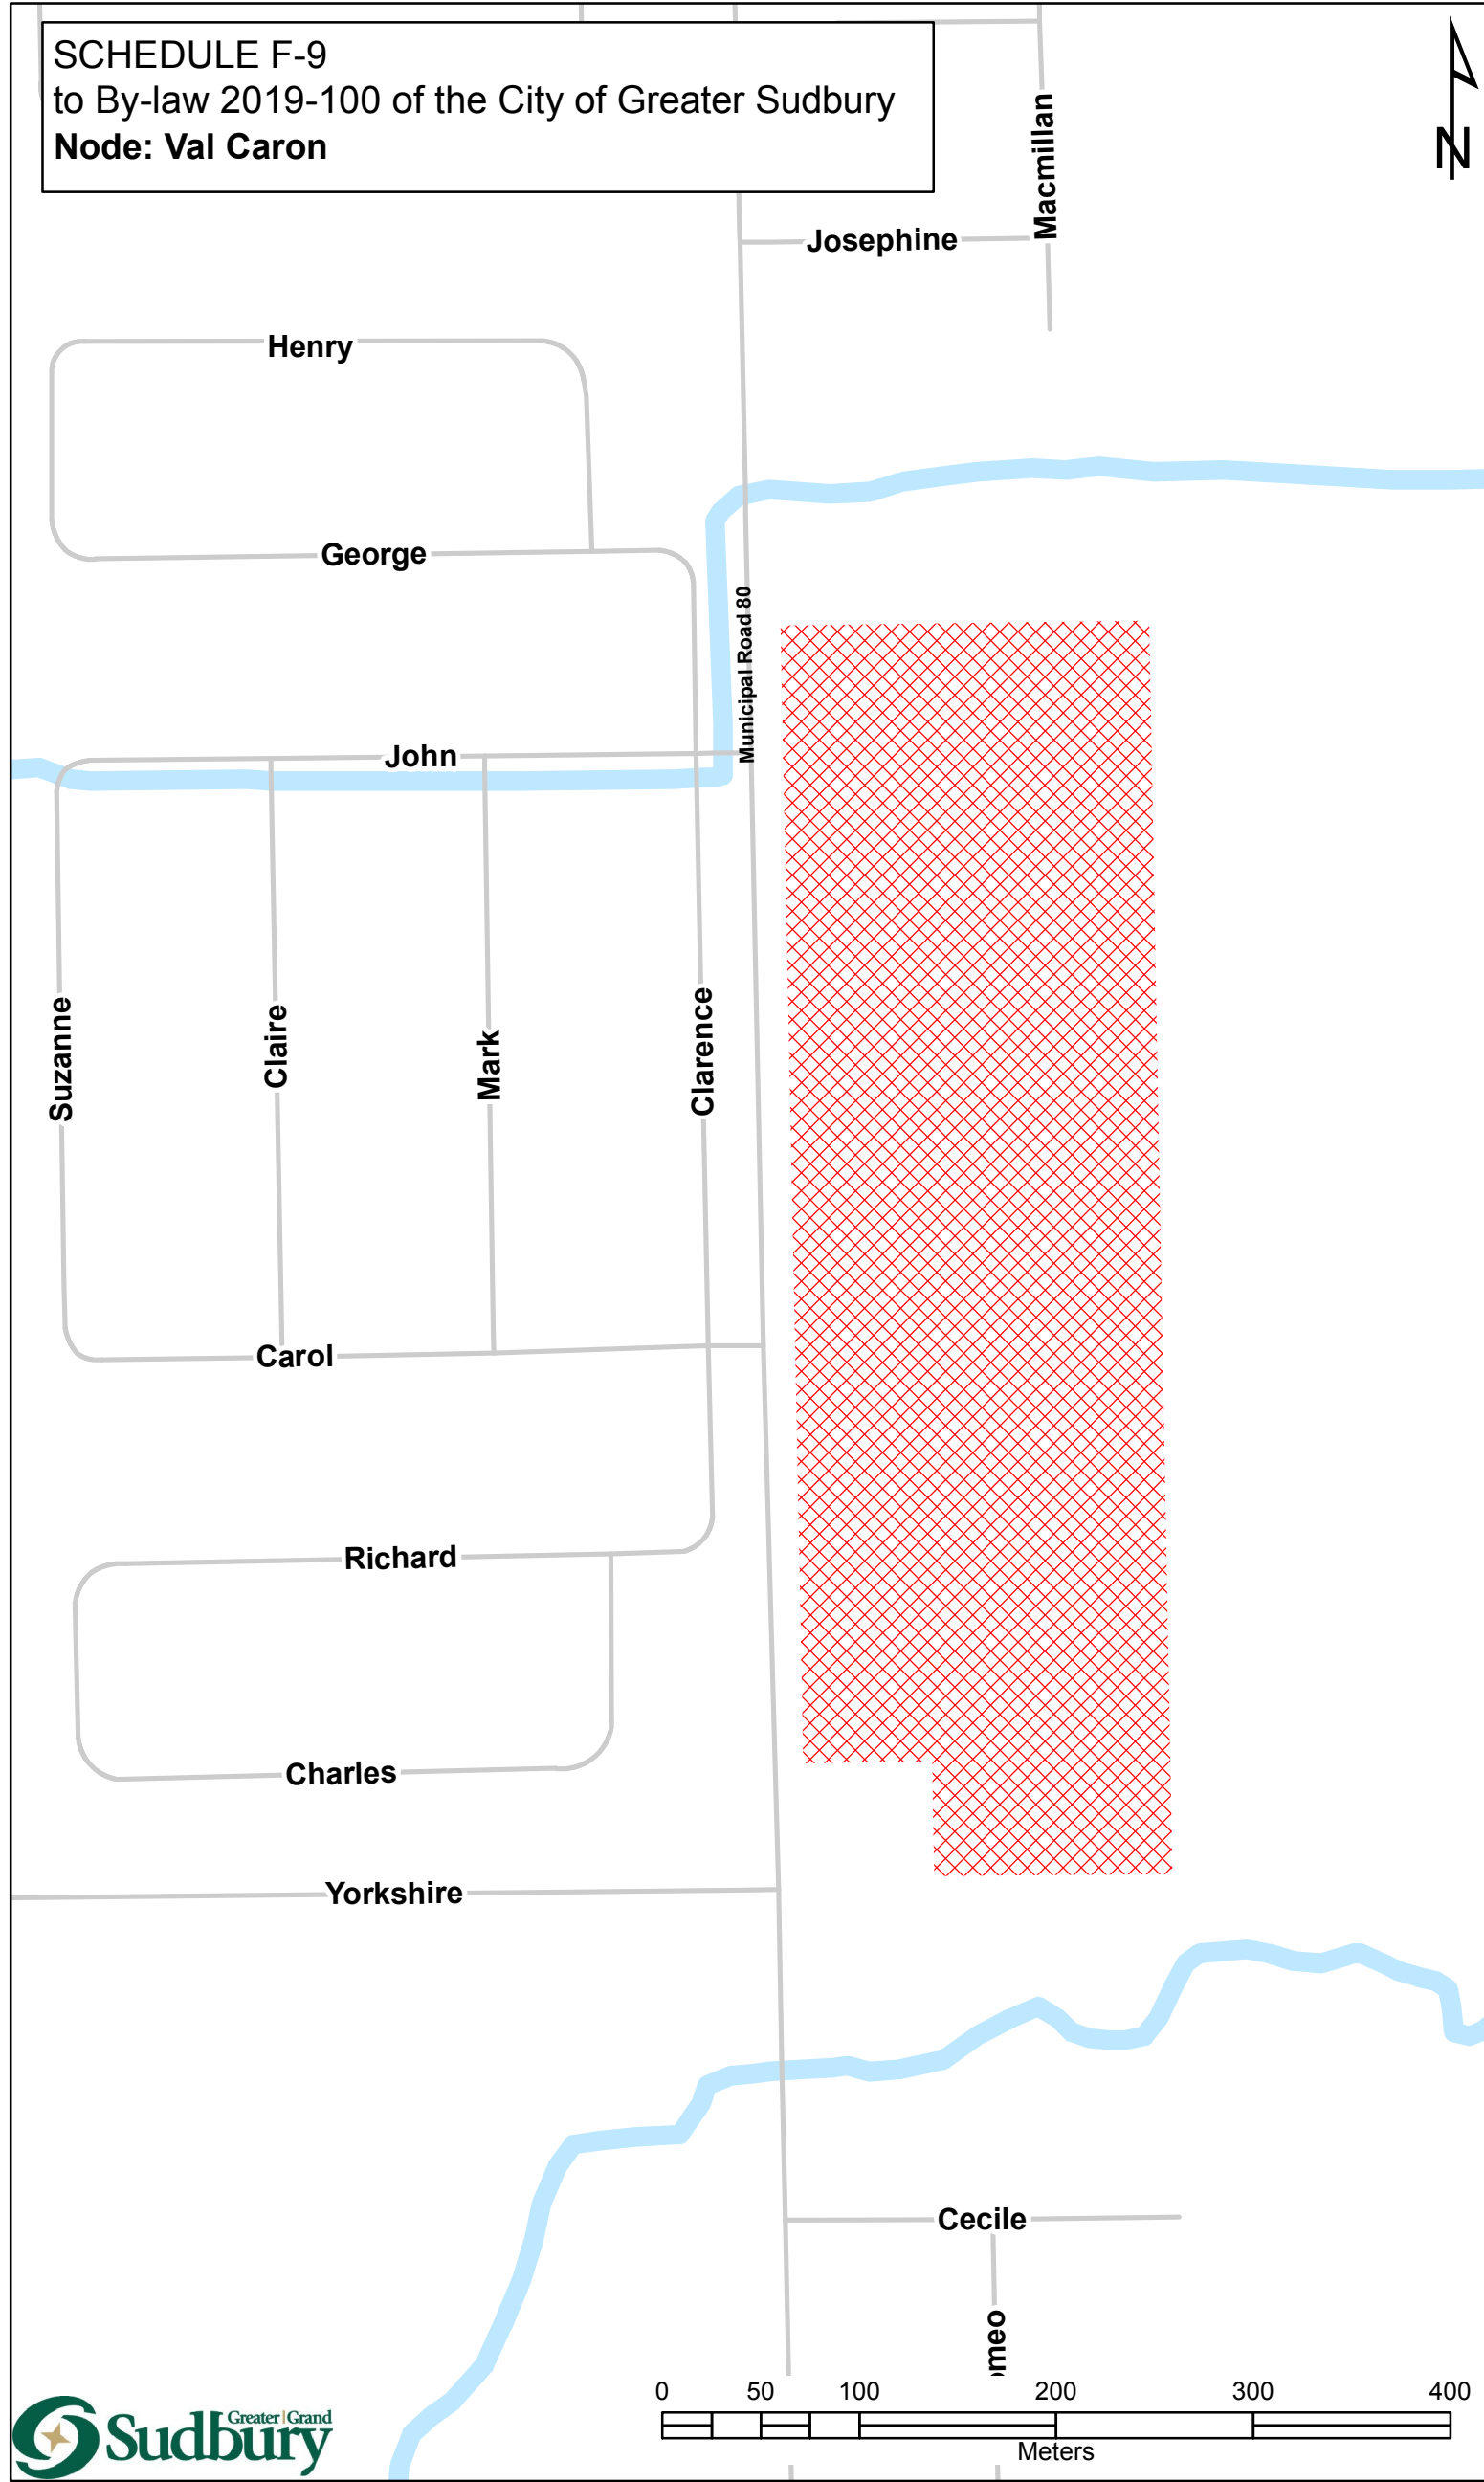 SCHEDULE F-9
to By-law 2019-100 of the City of Greater Sudbury
Node: Val Caron
N
Macmillan
Josephine
Henry
George
Municipal Road 80
John
Suzanne
Claire
Mark
Clarence
Carol
Richard
Charles
Yorkshire
Cecile
omeo
0 50 100 200 300 400
Meters
Greater | Grand
Sudbury